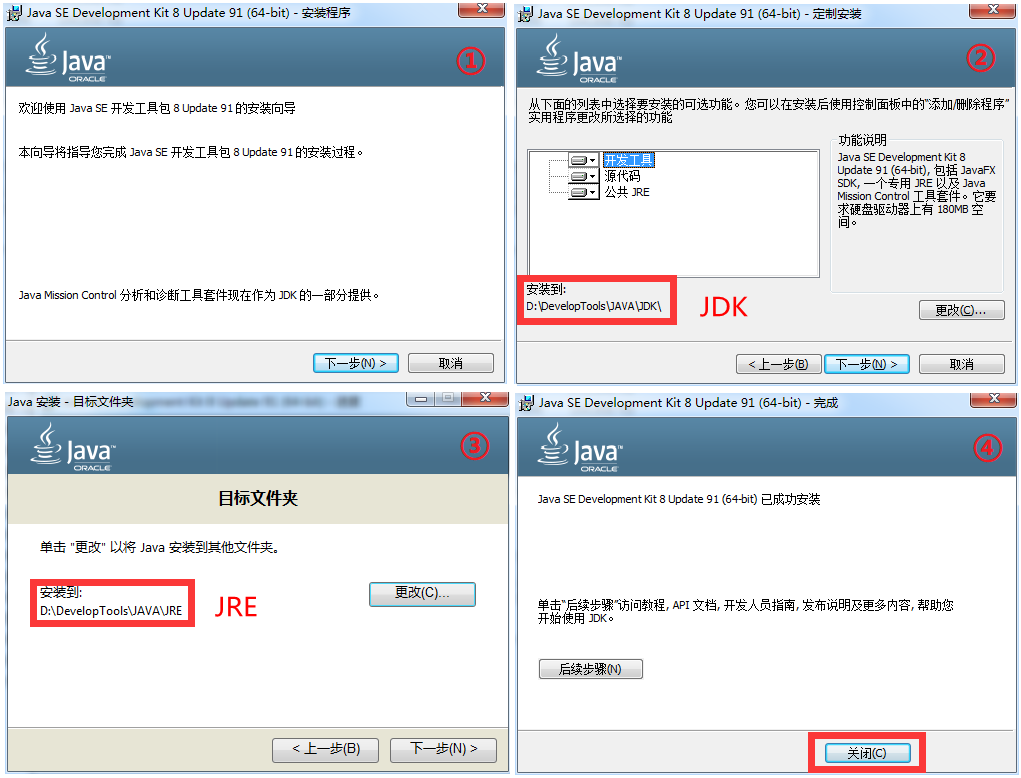 Java SE Development Kit 8 Update 91 (64-bit) - 安装程序
Java™
ORACLE
①
欢迎使用 Java SE 开发工具包 8 Update 91 的安装向导
本向导将指导您完成 Java SE 开发工具包 8 Update 91 的安装过程。
Java Mission Control 分析和诊断工具套件现在作为 JDK 的一部分提供。
下一步(N) >
取消
Java SE Development Kit 8 Update 91 (64-bit) - 定制安装
Java™
ORACLE
②
从下面的列表中选择要安装的可选功能。您可以在安装后使用控制面板中的“添加/删除程序”
实用程序更改所选择的功能
开发工具
源代码
公共 JRE
功能说明
Java SE Development Kit 8
Update 91 (64-bit), 包括 JavaFX
SDK, 一个专用 JRE 以及 Java
Mission Control 工具套件。它要
求硬盘驱动器上有 180MB 空
间。
安装到:
D:\DevelopTools\JAVA\JDK\
JDK
更改(C)...
< 上一步(B)
下一步(N) >
取消
Java 安装 - 目标文件夹
Java™
ORACLE
③
目标文件夹
单击 "更改" 以将 Java 安装到其他文件夹。
安装到:
D:\DevelopTools\JAVA\JRE
JRE
更改(C)...
< 上一步(B)
下一步(N) >
Java SE Development Kit 8 Update 91 (64-bit) - 完成
Java™
ORACLE
④
Java SE Development Kit 8 Update 91 (64-bit) 已成功安装
单击“后续步骤”访问教程, API 文档, 开发人员指南, 发布说明及更多内容, 帮助您
开始使用 JDK。
后续步骤(N)
关闭(C)